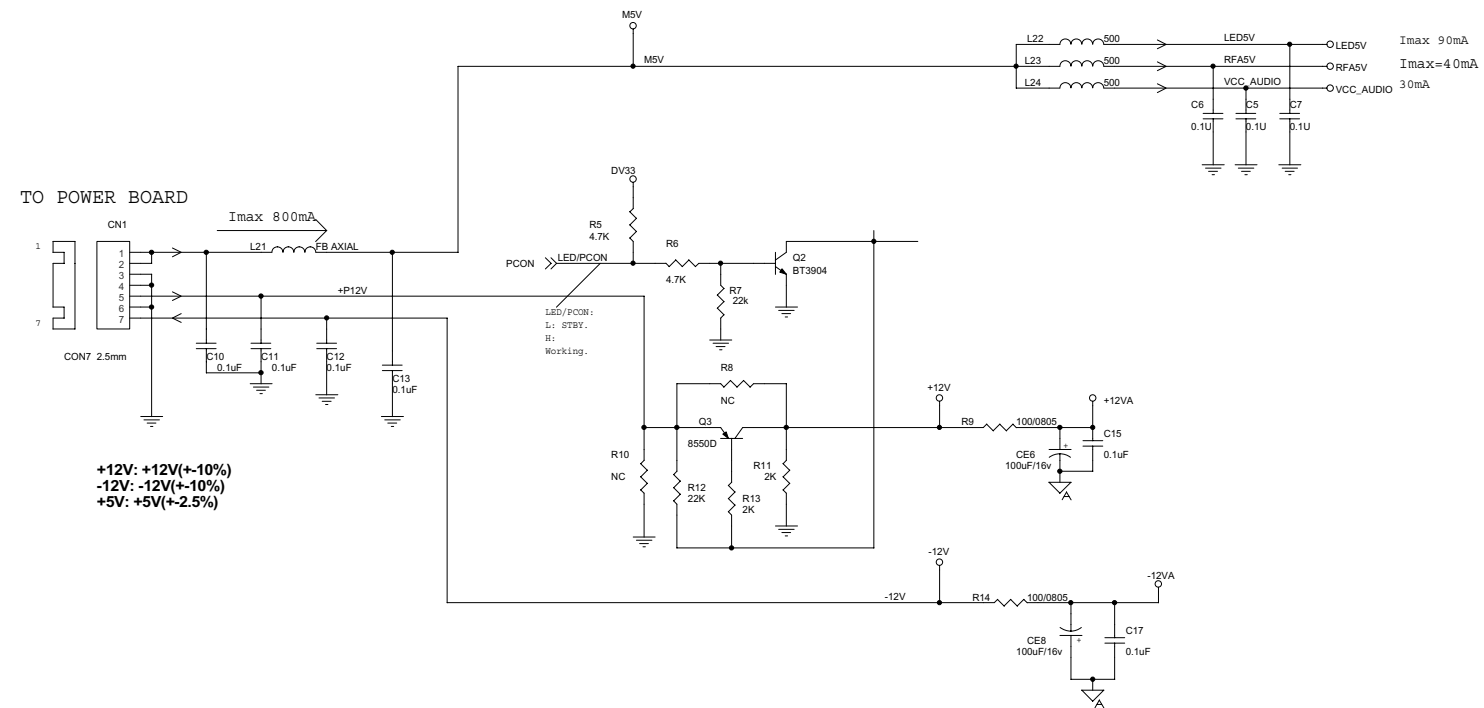 M5V
M5V
L22 500 LED5V LED5V Imax 90mA
L23 500 RFA5V RFA5V Imax=40mA
L24 500 VCC_AUDIO VCC_AUDIO 30mA
C6 C5 C7
0.1U 0.1U 0.1U
TO POWER BOARD
CN1
Imax 800mA
1
7
1
2
3
4
5
6
7
L21 FB AXIAL
+P12V
CON7 2.5mm
C10
0.1uF
C11
0.1uF
C12
0.1uF
C13
0.1uF
DV33
R5
4.7K
PCON LED/PCON
R6
4.7K
R7
22k
Q2
BT3904
LED/PCON:
L: STBY.
H:
Working.
R8
NC
Q3
8550D
R10
NC
R12
22K
R13
2K
R11
2K
+12V
R9 100/0805
+12VA
CE6
100uF/16v
C15
0.1uF
A
+12V: +12V(+-10%)
-12V: -12V(+-10%)
+5V: +5V(+-2.5%)
-12V
-12V
R14 100/0805
-12VA
CE8
100uF/16v
C17
0.1uF
A